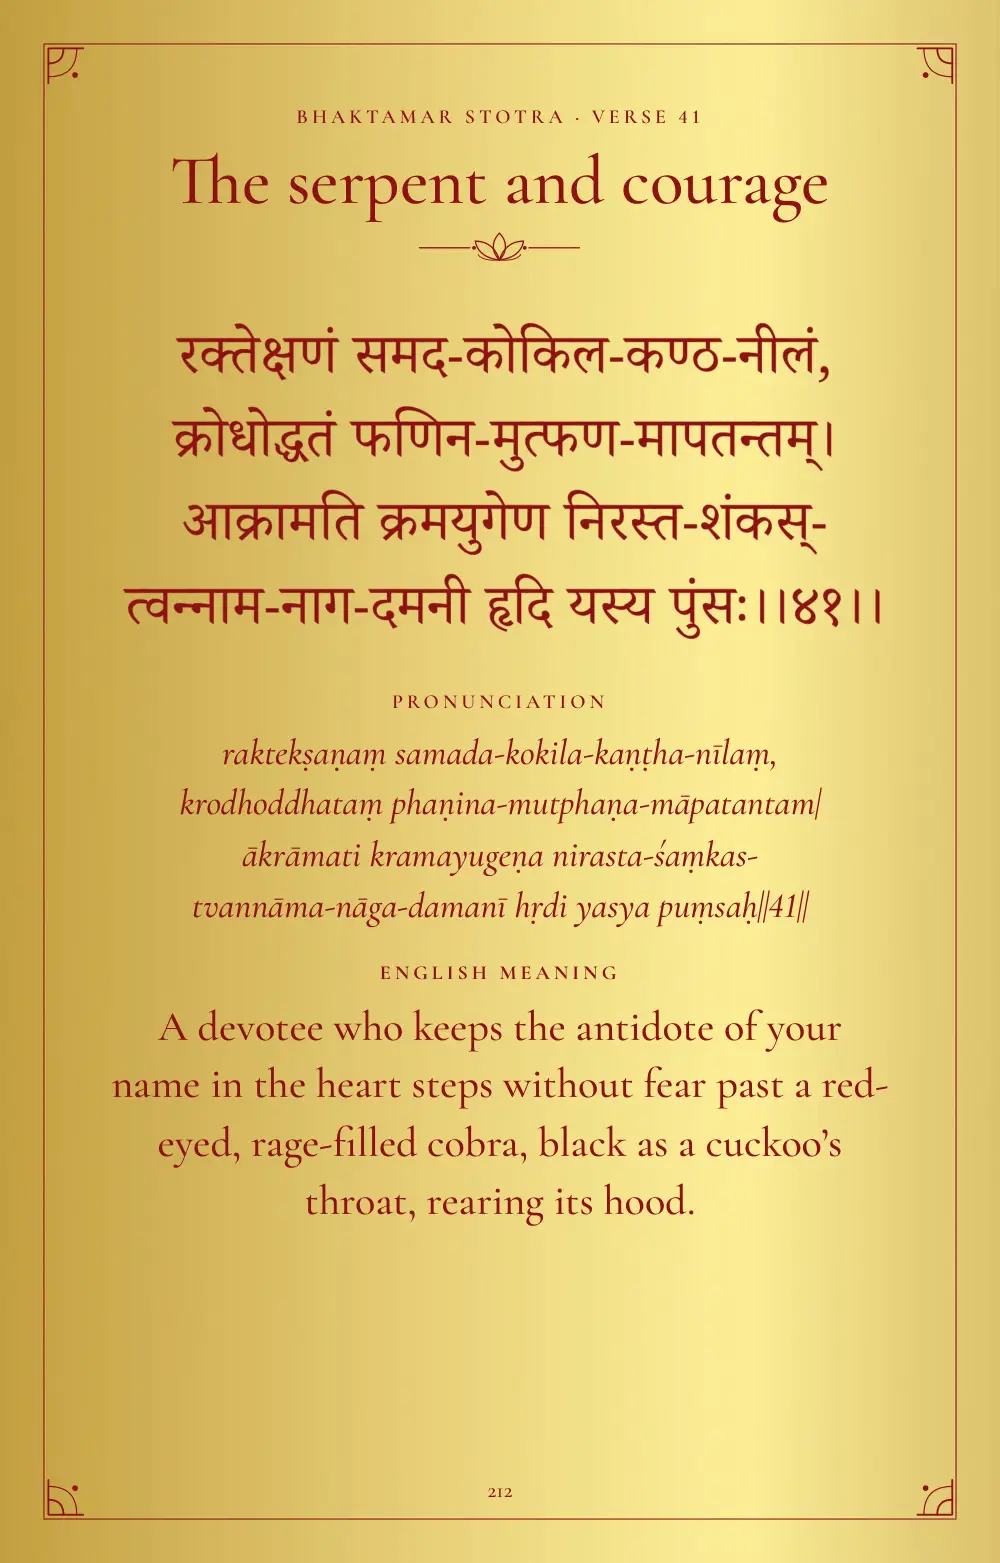 BHAKTAMAR STOTRA · VERSE 41
The serpent and courage
रक्तेक्षणं समद-कोकिल-कण्ठ-नीलं,
क्रोधोद्धतं फणिन-मुत्फण-मापतन्तम्।
आक्रामति क्रमयुगेण निरस्त-शंकस्-
त्वन्नाम-नाग-दमनी हृदि यस्य पुंसः।।४१।।
PRONUNCIATION
raktekṣaṇaṃ samada-kokila-kaṇṭha-nīlaṃ,
krodhoddhataṃ phaṇina-mutphaṇa-māpatantam|
ākrāmati kramayugeṇa nirasta-śaṃkas-
tvannāma-nāga-damanī hṛdi yasya puṃsaḥ||41||
ENGLISH MEANING
A devotee who keeps the antidote of your
name in the heart steps without fear past a red-
eyed, rage-filled cobra, black as a cuckoo’s
throat, rearing its hood.
212